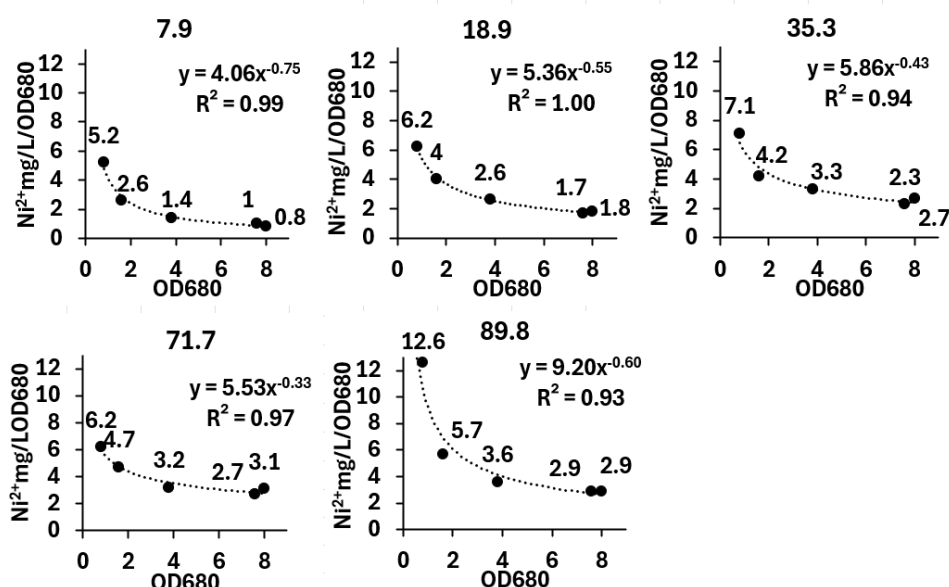 7.9
Ni²⁺mg/L/OD680
12
10
8
6
4
2
0
y = 4.06x⁻⁰·⁷⁵
R² = 0.99
5.2
2.6
1.4
1
0.8
0 2 4 6 8
OD680
18.9
Ni²⁺mg/L/OD680
12
10
8
6
4
2
0
y = 5.36x⁻⁰·⁵⁵
R² = 1.00
6.2
4
2.6
1.7
1.8
0 2 4 6 8
OD680
35.3
Ni²⁺mg/L/OD680
12
10
8
6
4
2
0
y = 5.86x⁻⁰·⁴³
R² = 0.94
7.1
4.2
3.3
2.3
2.7
0 2 4 6 8
OD680
71.7
Ni²⁺mg/LOD680
12
10
8
6
4
2
0
y = 5.53x⁻⁰·³³
R² = 0.97
6.2
4.7
3.2
2.7
3.1
0 2 4 6 8
OD680
89.8
Ni²⁺mg/L/OD680
12
10
8
6
4
2
0
y = 9.20x⁻⁰·⁶⁰
R² = 0.93
12.6
5.7
3.6
2.9
2.9
0 2 4 6 8
OD680